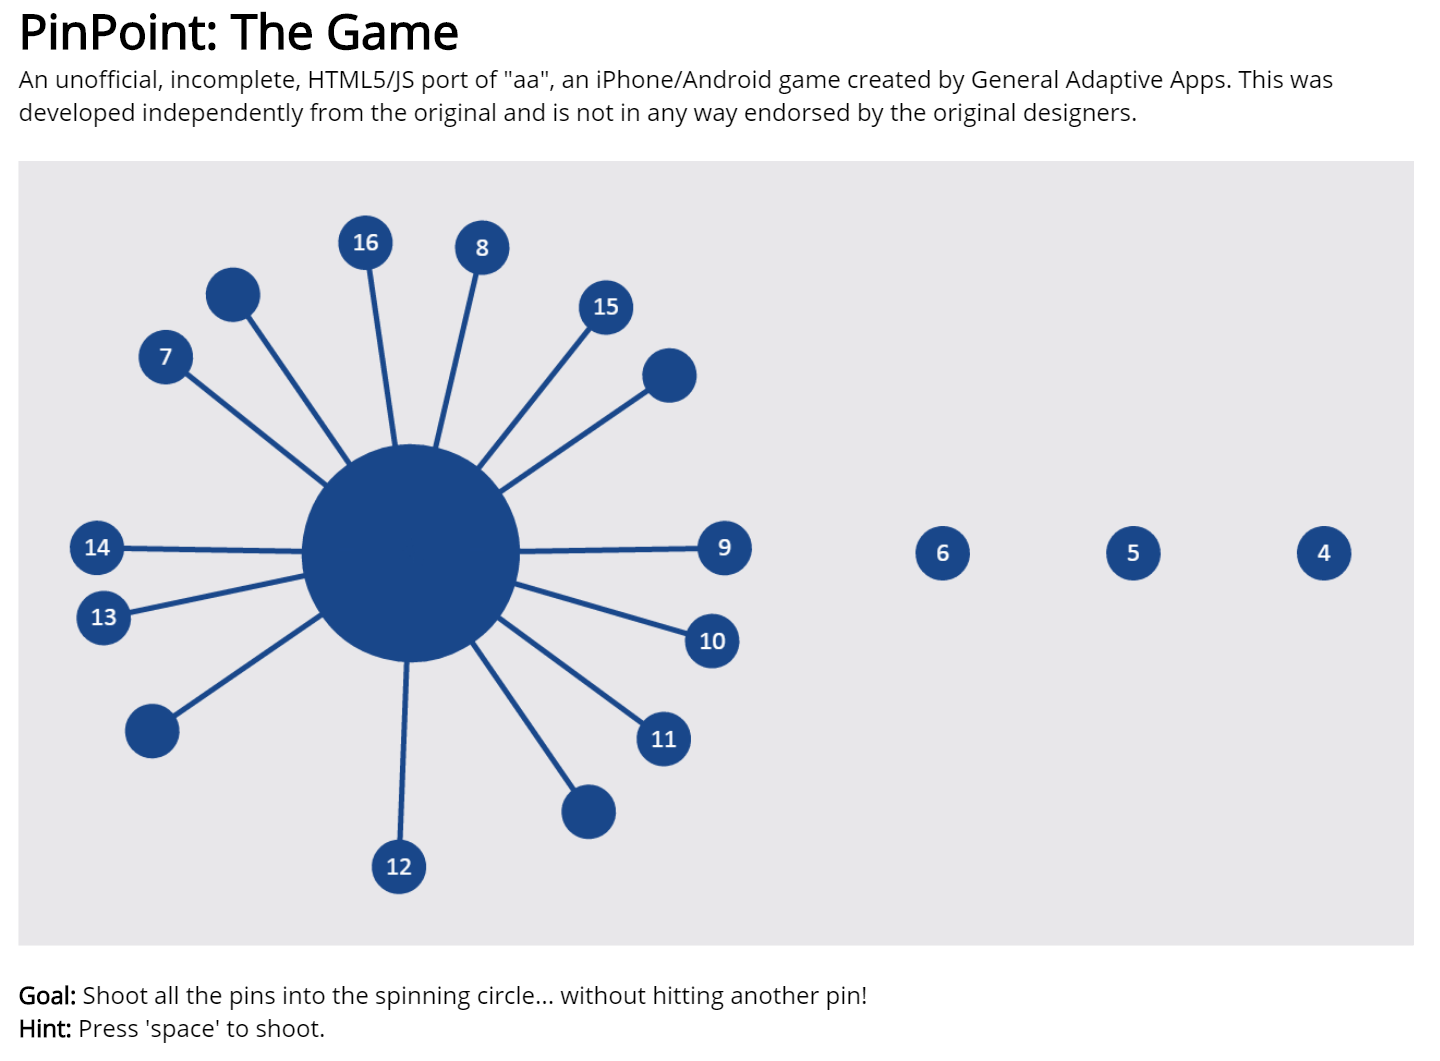 PinPoint: The Game
An unofficial, incomplete, HTML5/JS port of "aa", an iPhone/Android game created by General Adaptive Apps. This was
developed independently from the original and is not in any way endorsed by the original designers.
16
8
15
7
14
9
6
5
4
13
10
11
12
Goal: Shoot all the pins into the spinning circle... without hitting another pin!
Hint: Press 'space' to shoot.